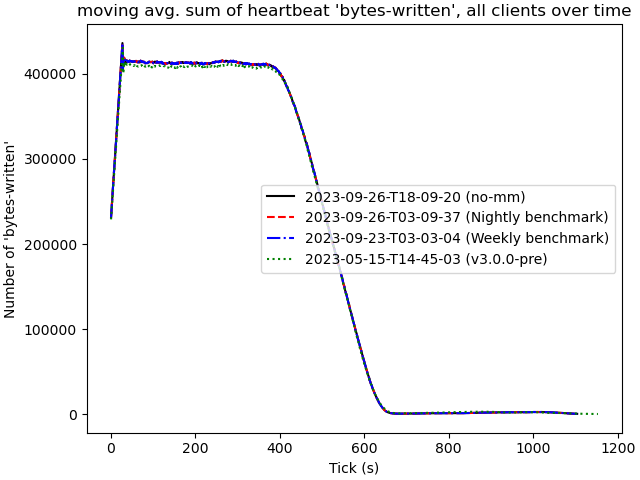 moving avg. sum of heartbeat 'bytes-written', all clients over time
Number of 'bytes-written'
400000
300000
200000
100000
0
2023-09-26-T18-09-20 (no-mm)
2023-09-26-T03-09-37 (Nightly benchmark)
2023-09-23-T03-03-04 (Weekly benchmark)
2023-05-15-T14-45-03 (v3.0.0-pre)
0 200 400 600 800 1000 1200
Tick (s)